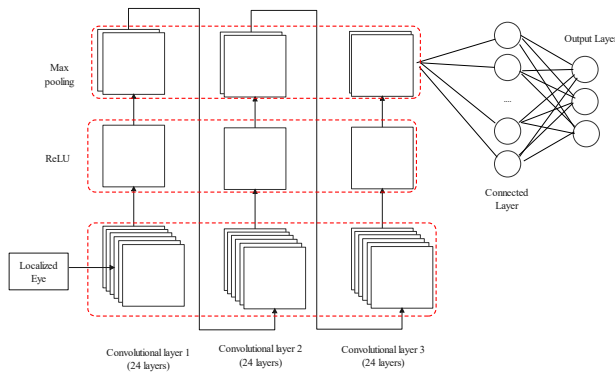 Max
pooling
Output Layer
....
ReLU
Connected
Layer
Localized
Eye
Convolutional layer 1
(24 layers)
Convolutional layer 2
(24 layers)
Convolutional layer 3
(24 layers)